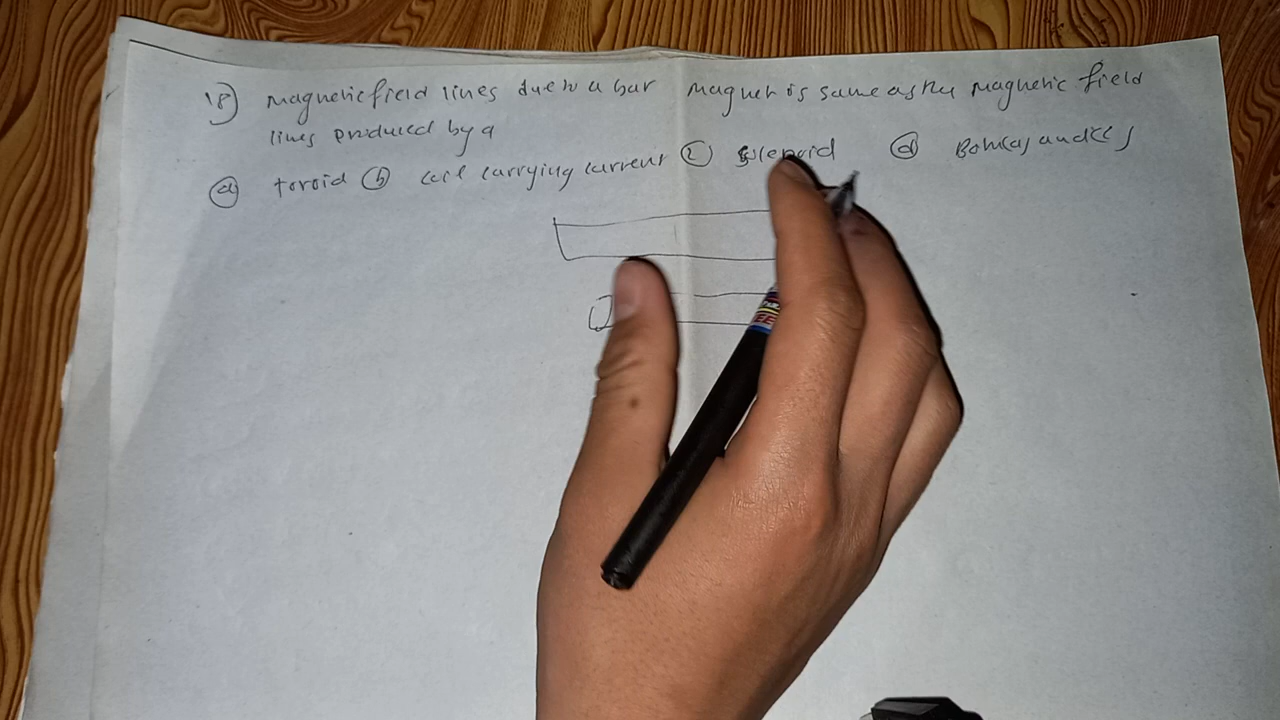 18) Magnetic field lines due to a bar magnet is same as the magnetic field
lines produced by a
(a) toroid (b) coil carrying current (c) solenoid (d) Both (a) and (c)